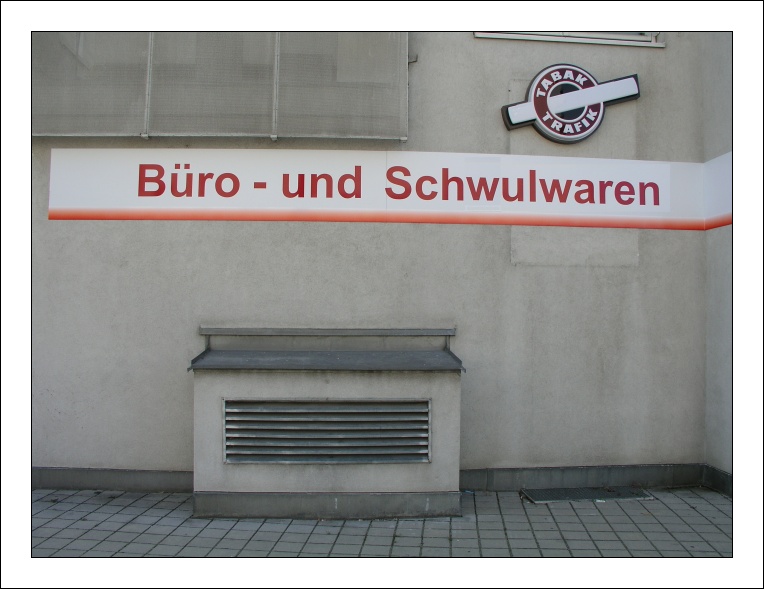 TABAK
TRAFIK
Büro - und Schwulwaren